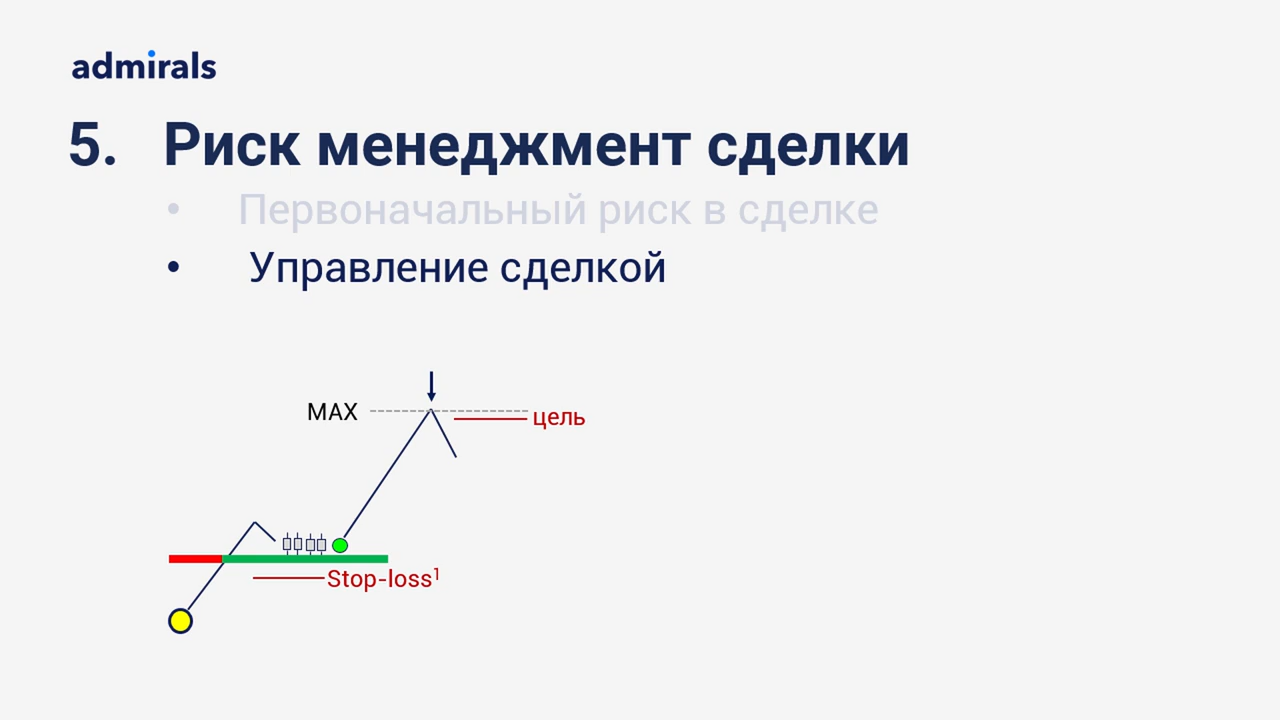 admirals
5. Риск менеджмент сделки
• Первоначальный риск в сделке
• Управление сделкой
MAX
цель
Stop-loss¹